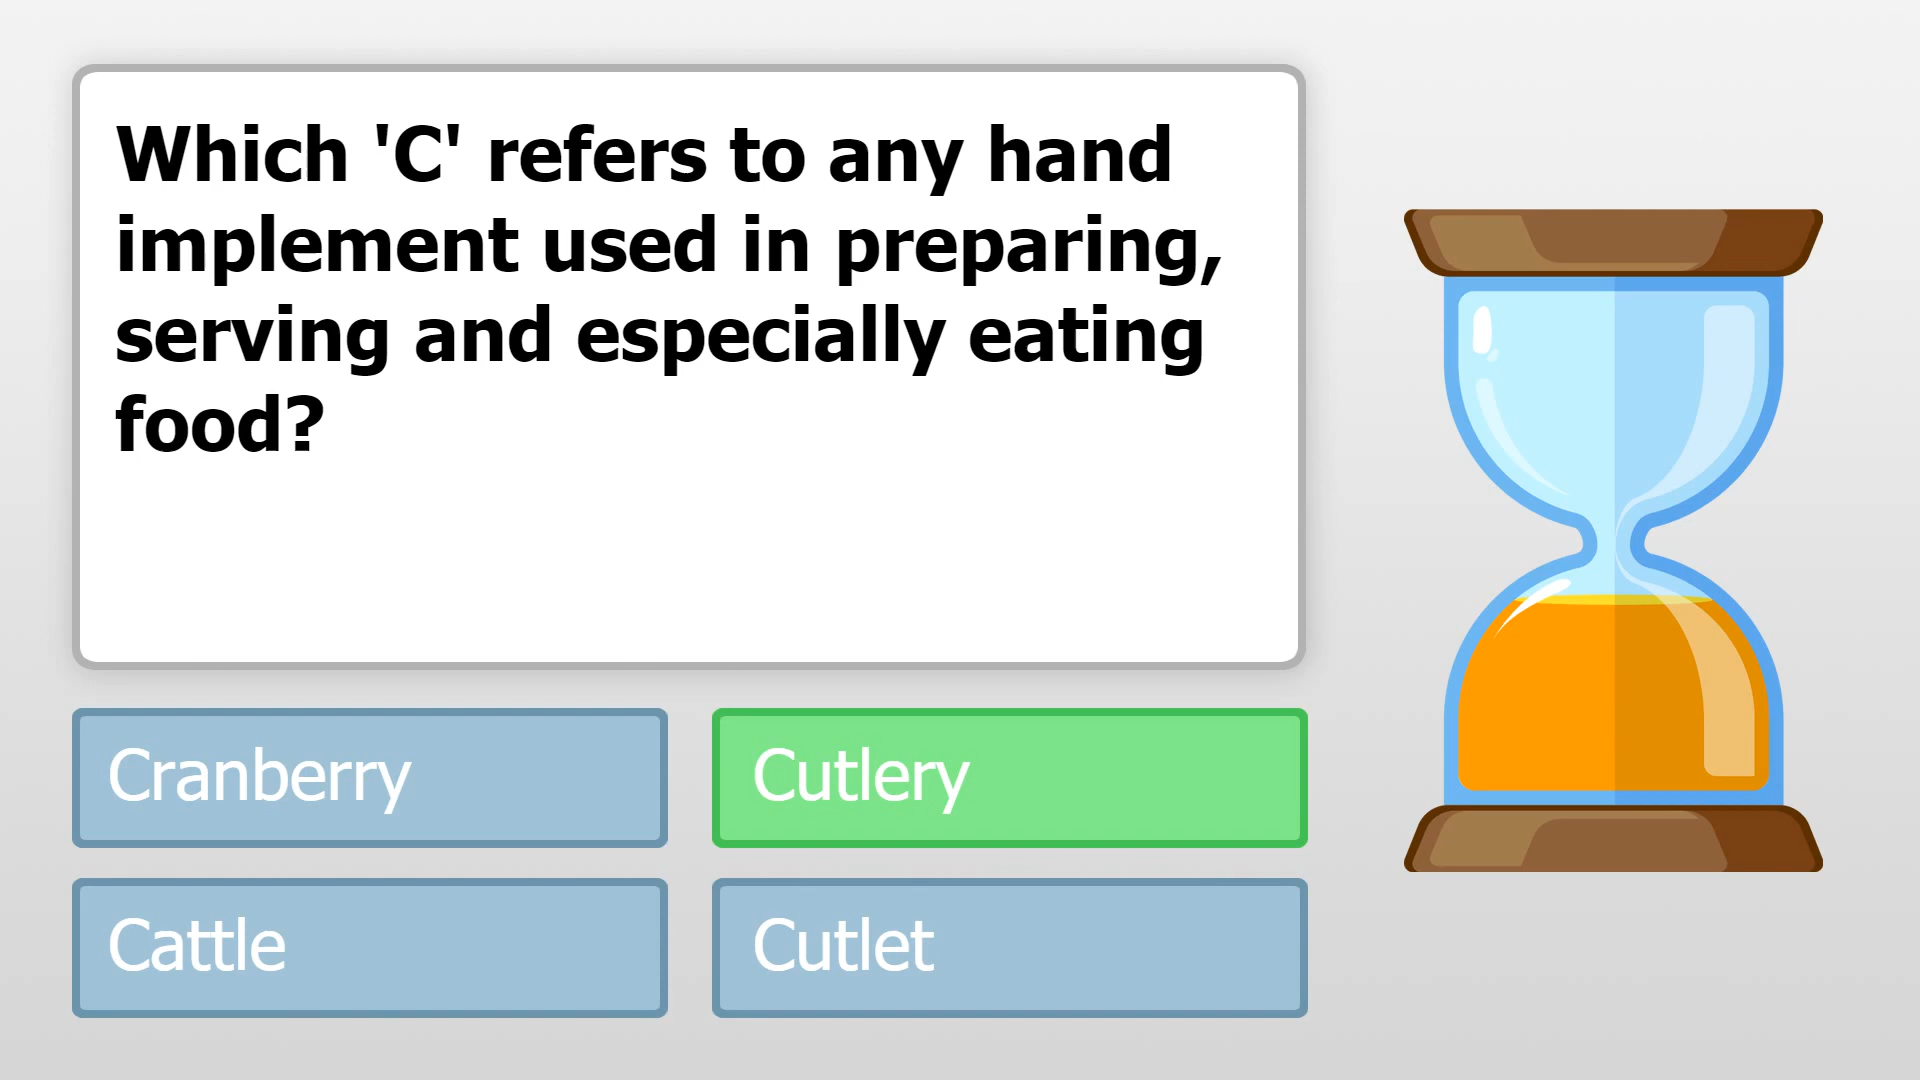 Which 'C' refers to any hand
implement used in preparing,
serving and especially eating
food?
Cranberry
Cutlery
Cattle
Cutlet